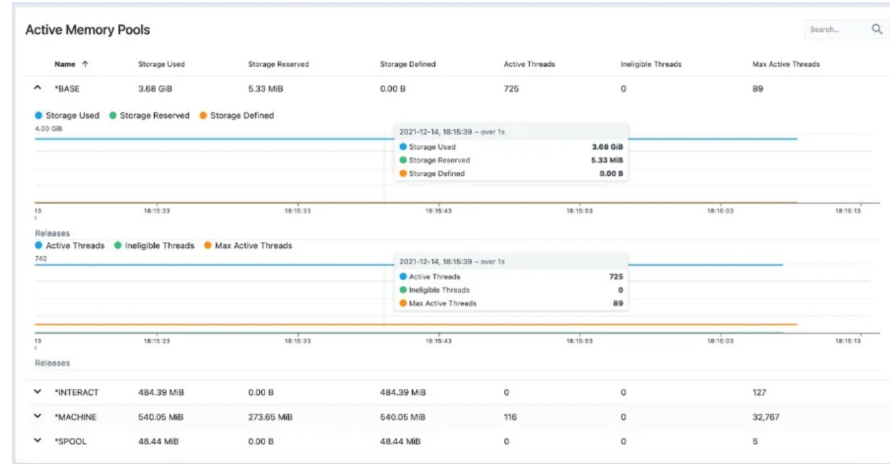 Active Memory Pools
Search...
Name ↑ Storage Used Storage Reserved Storage Defined Active Threads Ineligible Threads Max Active Threads
*BASE 3.68 GiB 5.33 MiB 0.00 B 725 0 89
Storage Used Storage Reserved Storage Defined
4.00 GiB
2021-12-14, 18:15:39 – over 1s
Storage Used 3.68 GiB
Storage Reserved 5.33 MiB
Storage Defined 0.00 B
13 18:15:23 18:15:33 18:15:43 18:15:53 18:16:03 18:16:13
Releases
Active Threads Ineligible Threads Max Active Threads
740
2021-12-14, 18:15:39 – over 1s
Active Threads 725
Ineligible Threads 0
Max Active Threads 89
13 18:15:23 18:15:33 18:15:43 18:15:53 18:16:03 18:16:13
Releases
*INTERACT 484.39 MiB 0.00 B 484.39 MiB 0 0 127
*MACHINE 540.05 MiB 273.65 MiB 540.05 MiB 116 0 32,767
*SPOOL 48.44 MiB 0.00 B 48.44 MiB 0 0 5